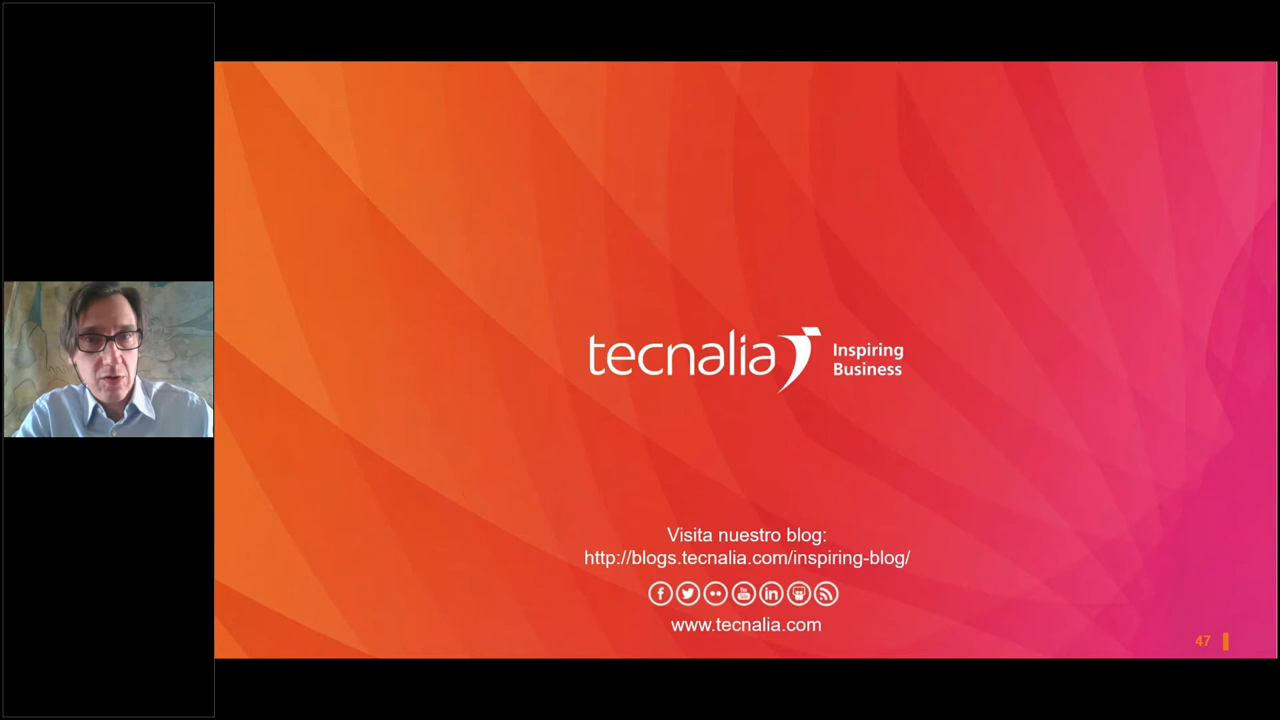 tecnalia
Inspiring
Business
Visita nuestro blog:
http://blogs.tecnalia.com/inspiring-blog/
www.tecnalia.com
47